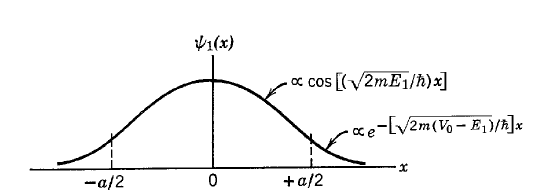 ψ₁(x)
∝ cos [(√2mE₁/ħ)x]
∝ e^−[√2m(V₀ − E₁)/ħ]x
−a/2 0 +a/2 x